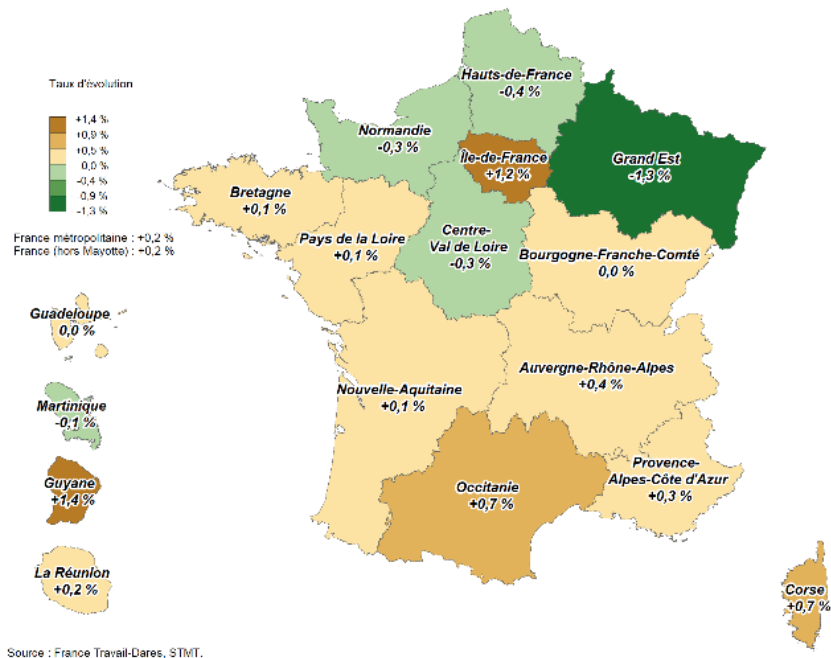 Taux d'évolution
+1,4 %
+0,9 %
+0,5 %
0,0 %
-0,4 %
0,9 %
-1,3 %
France métropolitaine : +0,2 %
France (hors Mayotte) : +0,2 %
Hauts-de-France
-0,4 %
Normandie
-0,3 %
Île-de-France
+1,2 %
Grand Est
-1,3 %
Bretagne
+0,1 %
Pays de la Loire
+0,1 %
Centre-
Val de Loire
-0,3 %
Bourgogne-Franche-Comté
0,0 %
Guadeloupe
0,0 %
Martinique
-0,1 %
Guyane
+1,4 %
La Réunion
+0,2 %
Nouvelle-Aquitaine
+0,1 %
Auvergne-Rhône-Alpes
+0,4 %
Occitanie
+0,7 %
Provence-
Alpes-Côte d'Azur
+0,3 %
Corse
+0,7 %
Source : France Travail-Dares, STMT.